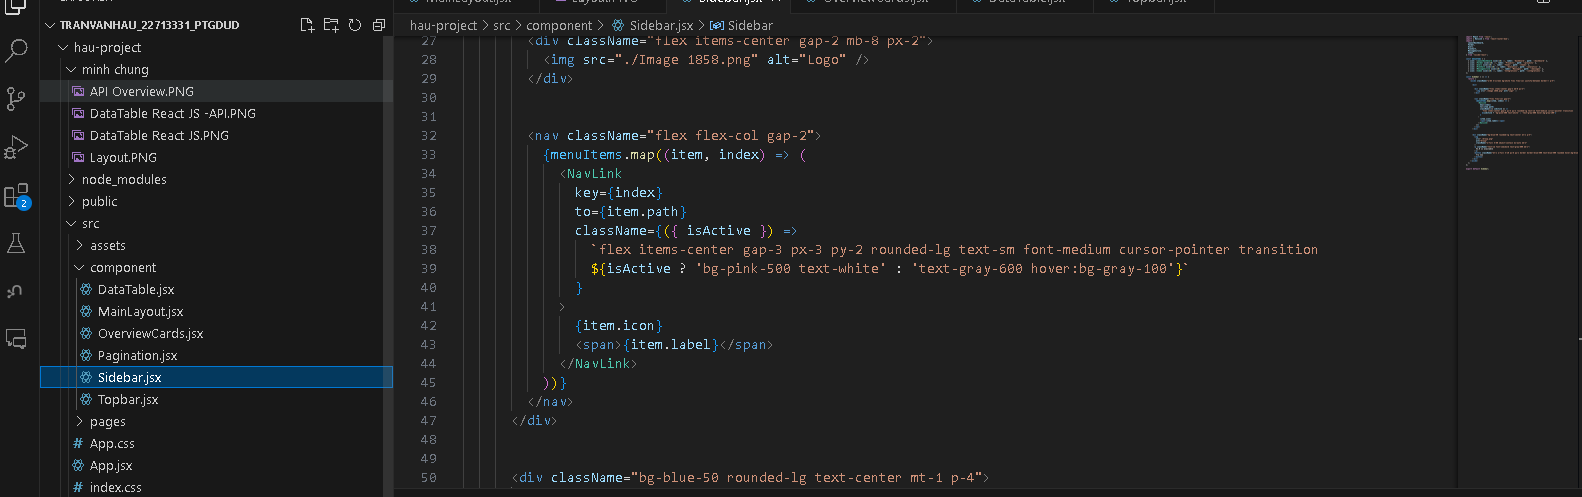 TRANVANHAU_22713331_PTGDUD
hau-project
minh chung
API Overview.PNG
DataTable React JS -API.PNG
DataTable React JS.PNG
Layout.PNG
node_modules
public
src
assets
component
DataTable.jsx
MainLayout.jsx
OverviewCards.jsx
Pagination.jsx
Sidebar.jsx
Topbar.jsx
pages
# App.css
App.jsx
# index.css
2
hau-project > src > component > Sidebar.jsx > Sidebar
27 <div className="flex items-center gap-2 mb-8 px-2">
28 <img src="./Image 1858.png" alt="Logo" />
29 </div>
30
31
32 <nav className="flex flex-col gap-2">
33 {menuItems.map((item, index) => (
34 <NavLink
35 key={index}
36 to={item.path}
37 className={({ isActive }) =>
38 `flex items-center gap-3 px-3 py-2 rounded-lg text-sm font-medium cursor-pointer transition
39 ${isActive ? 'bg-pink-500 text-white' : 'text-gray-600 hover:bg-gray-100'}`
40 }
41 >
42 {item.icon}
43 <span>{item.label}</span>
44 </NavLink>
45 ))}
46 </nav>
47 </div>
48
49
50 <div className="bg-blue-50 rounded-lg text-center mt-1 p-4">